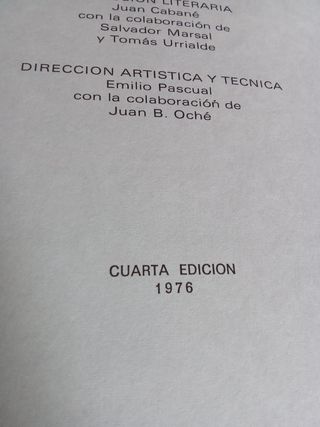 CION LITERARIA
Juan Cabané
con la colaboración de
Salvador Marsal
y Tomás Urrialde
DIRECCION ARTISTICA Y TECNICA
Emilio Pascual
con la colaboración de
Juan B. Oché
CUARTA EDICION
1976